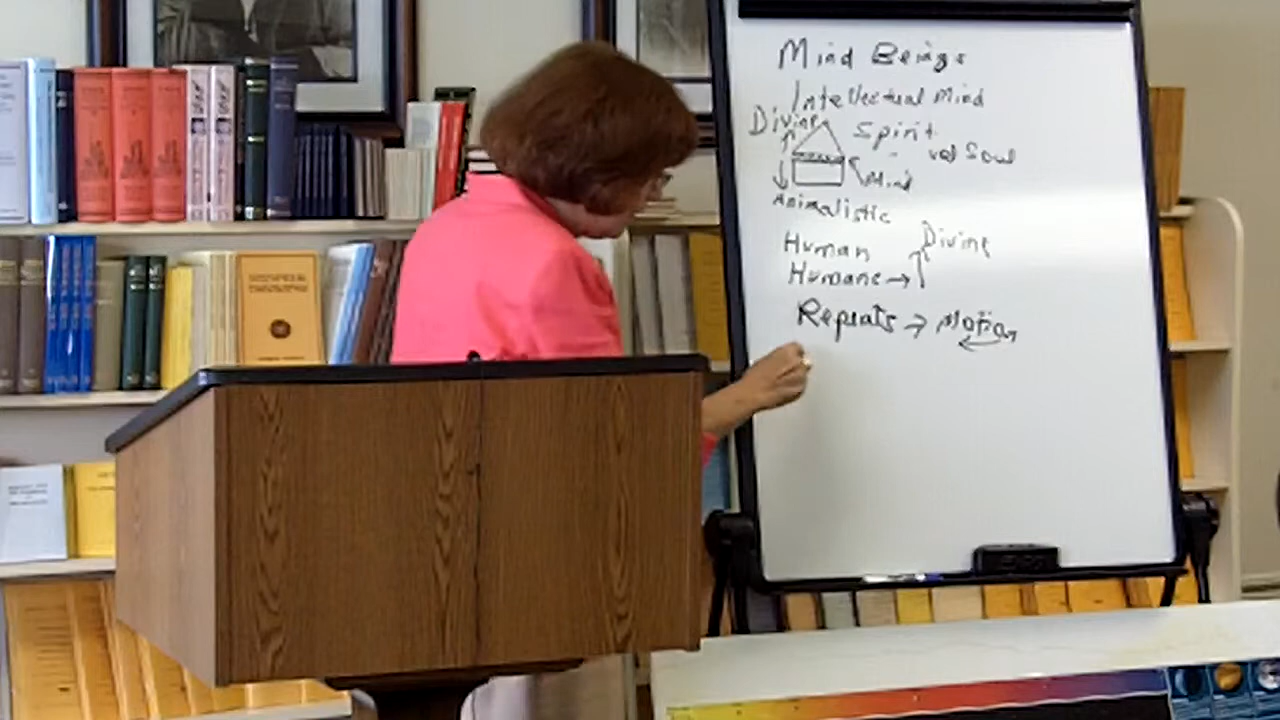 Mind Beings
Intellectual Mind
Divine
Spirit
Soul
Mind
Animalistic
Human
Divine
Humane →
Repeats → Motion